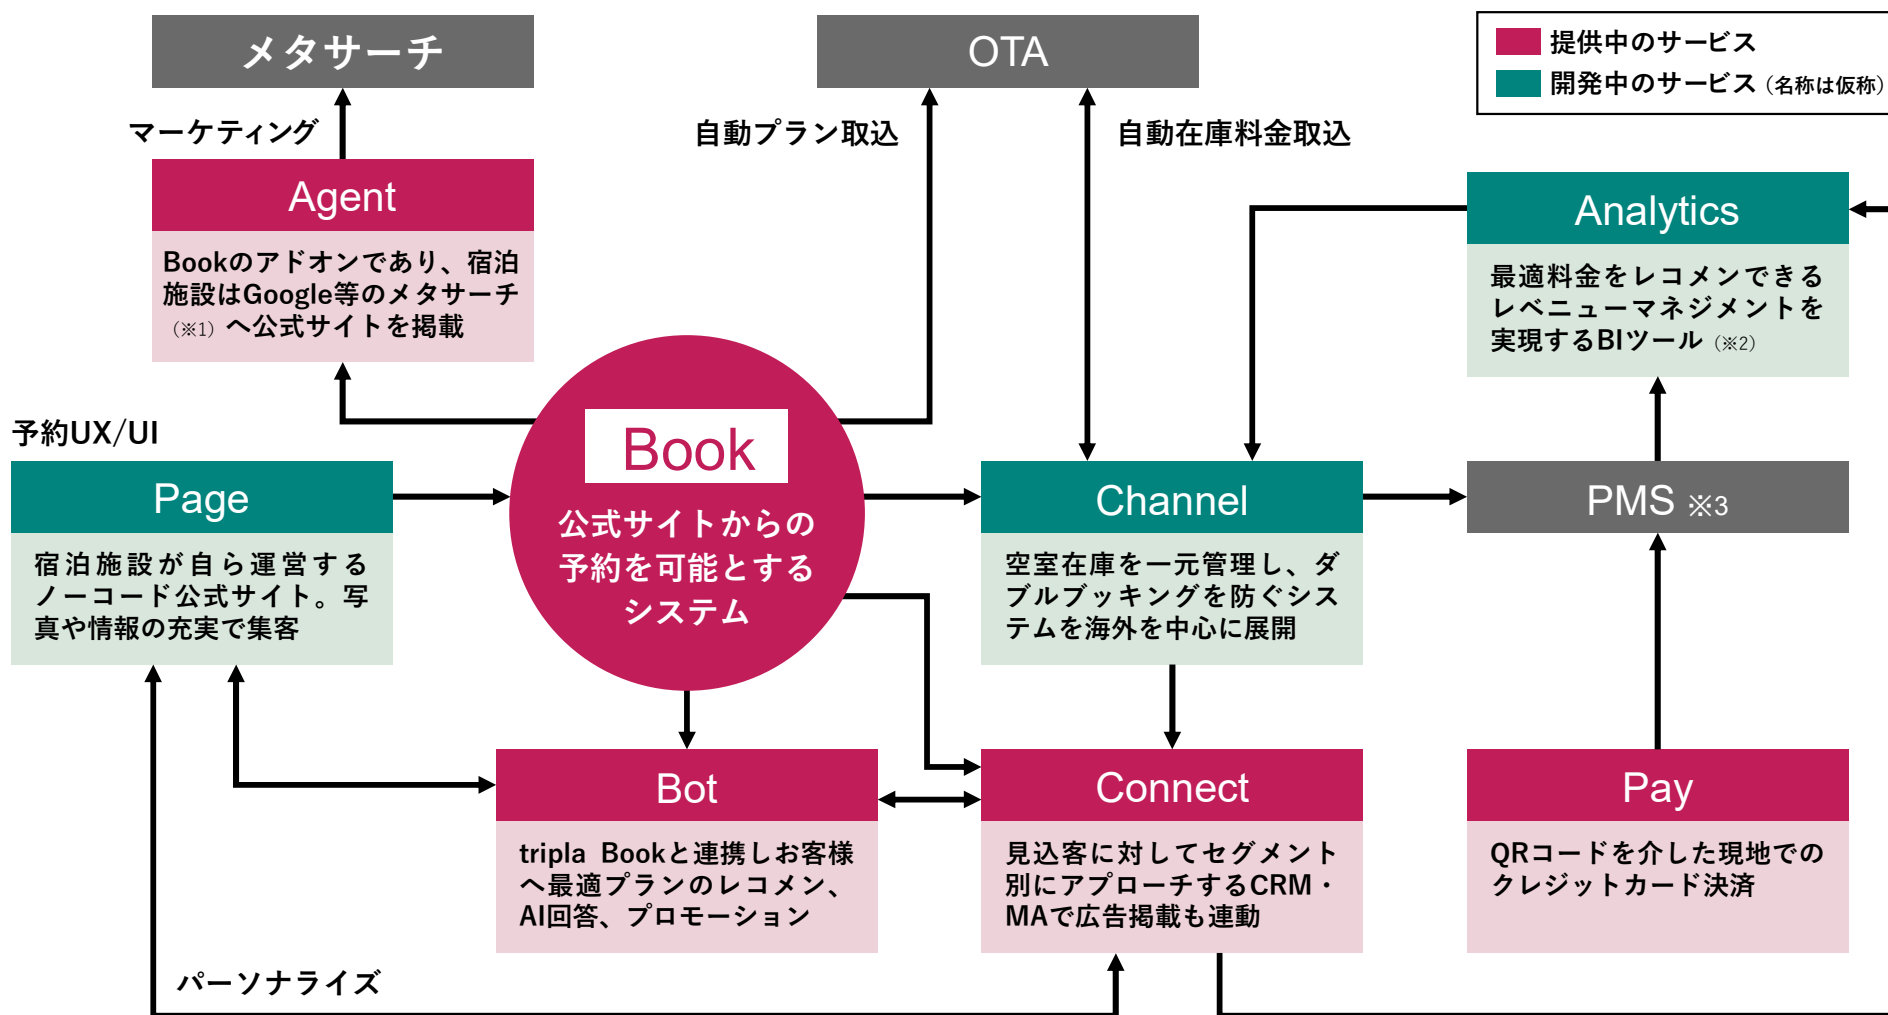 メタサーチ
OTA
提供中のサービス
開発中のサービス（名称は仮称）
マーケティング
自動プラン取込
自動在庫料金取込
Agent
Bookのアドオンであり、宿泊
施設はGoogle等のメタサーチ
（※1）へ公式サイトを掲載
Analytics
最適料金をレコメンできる
レベニューマネジメントを
実現するBIツール（※2）
予約UX/UI
Page
宿泊施設が自ら運営する
ノーコード公式サイト。写
真や情報の充実で集客
Book
公式サイトからの
予約を可能とする
システム
Channel
空室在庫を一元管理し、ダ
ブルブッキングを防ぐシス
テムを海外を中心に展開
PMS ※3
Bot
tripla Bookと連携しお客様
へ最適プランのレコメン、
AI回答、プロモーション
Connect
見込客に対してセグメント
別にアプローチするCRM・
MAで広告掲載も連動
Pay
QRコードを介した現地での
クレジットカード決済
パーソナライズ